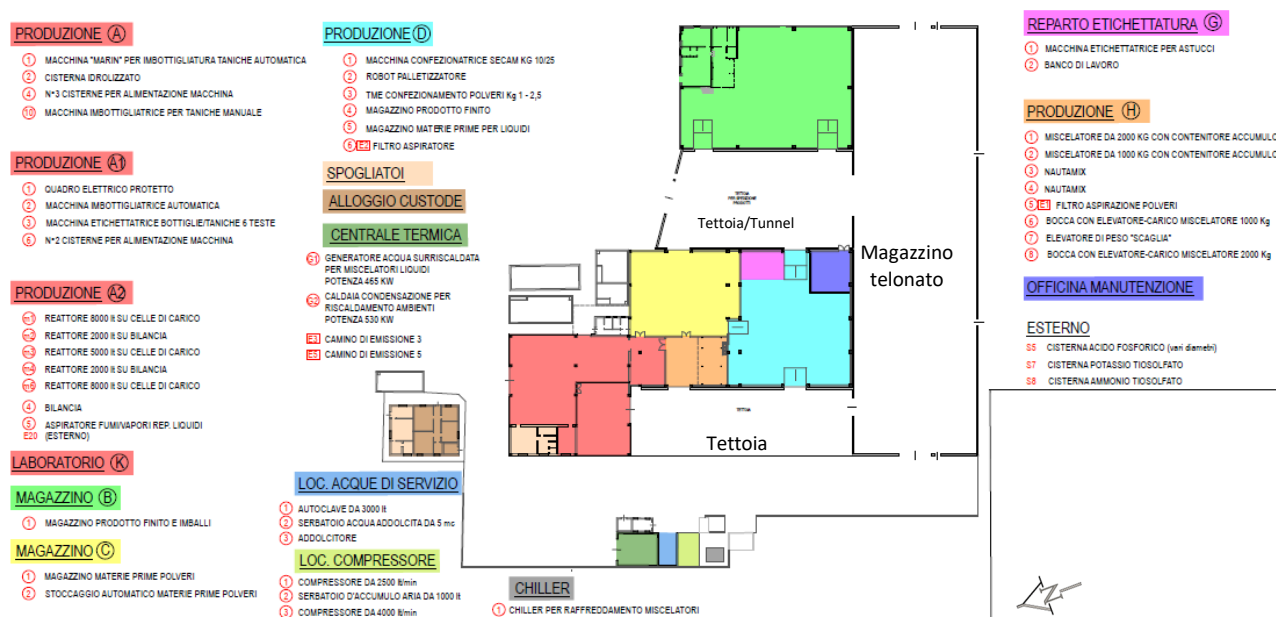 PRODUZIONE A
1 MACCHINA "MARIN" PER IMBOTTIGLIATURA TANICHE AUTOMATICA
2 CISTERNA IDROLIZZATO
4 N°3 CISTERNE PER ALIMENTAZIONE MACCHINA
10 MACCHINA IMBOTTIGLIATRICE PER TANICHE MANUALE
PRODUZIONE A1
1 QUADRO ELETTRICO PROTETTO
2 MACCHINA IMBOTTIGLIATRICE AUTOMATICA
3 MACCHINA ETICHETTATRICE BOTTIGLIE/TANICHE 6 TESTE
6 N°2 CISTERNE PER ALIMENTAZIONE MACCHINA
PRODUZIONE A2
m1 REATTORE 8000 lt SU CELLE DI CARICO
m2 REATTORE 2000 lt SU BILANCIA
m3 REATTORE 5000 lt SU CELLE DI CARICO
m4 REATTORE 2000 lt SU BILANCIA
m5 REATTORE 8000 lt SU CELLE DI CARICO
4 BILANCIA
5 ASPIRATORE FUMI/VAPORI REP. LIQUIDI
E20 (ESTERNO)
LABORATORIO K
MAGAZZINO B
1 MAGAZZINO PRODOTTO FINITO E IMBALLI
MAGAZZINO C
1 MAGAZZINO MATERIE PRIME POLVERI
2 STOCCAGGIO AUTOMATICO MATERIE PRIME POLVERI
PRODUZIONE D
1 MACCHINA CONFEZIONATRICE SECAM KG 10/25
2 ROBOT PALLETIZZATORE
3 TME CONFEZIONAMENTO POLVERI Kg 1 - 2,5
4 MAGAZZINO PRODOTTO FINITO
5 MAGAZZINO MATERIE PRIME PER LIQUIDI
6 E2 FILTRO ASPIRATORE
SPOGLIATOI
ALLOGGIO CUSTODE
CENTRALE TERMICA
G1 GENERATORE ACQUA SURRISCALDATA
PER MISCELATORI LIQUIDI
POTENZA 465 KW
G2 CALDAIA CONDENSAZIONE PER
RISCALDAMENTO AMBIENTI
POTENZA 530 KW
E3 CAMINO DI EMISSIONE 3
E5 CAMINO DI EMISSIONE 5
LOC. ACQUE DI SERVIZIO
1 AUTOCLAVE DA 3000 lt
2 SERBATOIO ACQUA ADDOLCITA DA 5 mc
3 ADDOLCITORE
LOC. COMPRESSORE
1 COMPRESSORE DA 2500 lt/min
2 SERBATOIO D'ACCUMULO ARIA DA 1000 lt
3 COMPRESSORE DA 4000 lt/min
CHILLER
1 CHILLER PER RAFFREDDAMENTO MISCELATORI
Tettoia/Tunnel
Magazzino
telonato
TETTOIA
Tettoia
REPARTO ETICHETTATURA G
1 MACCHINA ETICHETTATRICE PER ASTUCCI
2 BANCO DI LAVORO
PRODUZIONE H
1 MISCELATORE DA 2000 KG CON CONTENITORE ACCUMULO
2 MISCELATORE DA 1000 KG CON CONTENITORE ACCUMULO
3 NAUTAMIX
4 NAUTAMIX
5 E1 FILTRO ASPIRAZIONE POLVERI
6 BOCCA CON ELEVATORE-CARICO MISCELATORE 1000 Kg
7 ELEVATORE DI PESO "SCAGLIA"
8 BOCCA CON ELEVATORE-CARICO MISCELATORE 2000 Kg
OFFICINA MANUTENZIONE
ESTERNO
S5 CISTERNA ACIDO FOSFORICO (vari diametri)
S7 CISTERNA POTASSIO TIOSOLFATO
S8 CISTERNA AMMONIO TIOSOLFATO